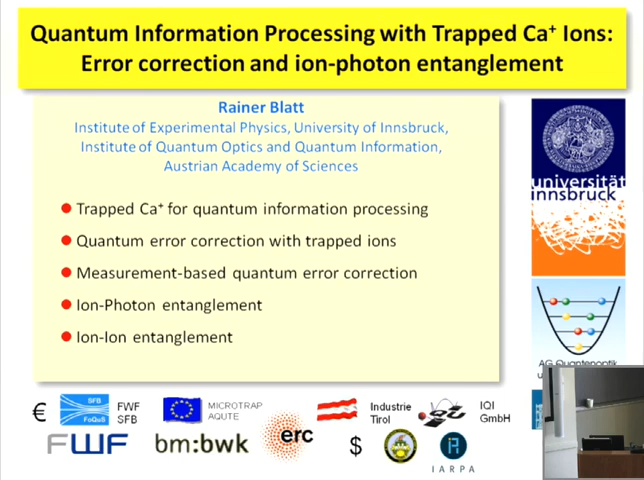 Quantum Information Processing with Trapped Ca⁺ Ions:
Error correction and ion-photon entanglement
Rainer Blatt
Institute of Experimental Physics, University of Innsbruck,
Institute of Quantum Optics and Quantum Information,
Austrian Academy of Sciences
Trapped Ca⁺ for quantum information processing
Quantum error correction with trapped ions
Measurement-based quantum error correction
Ion-Photon entanglement
Ion-Ion entanglement
universität
innsbruck
AG Quantenoptik
€
SFB
FoQuS
FWF
SFB
MICROTRAP
AQUTE
Industrie
Tirol
IQI
GmbH
FWF
bm:bwk
erc
$
IARPA